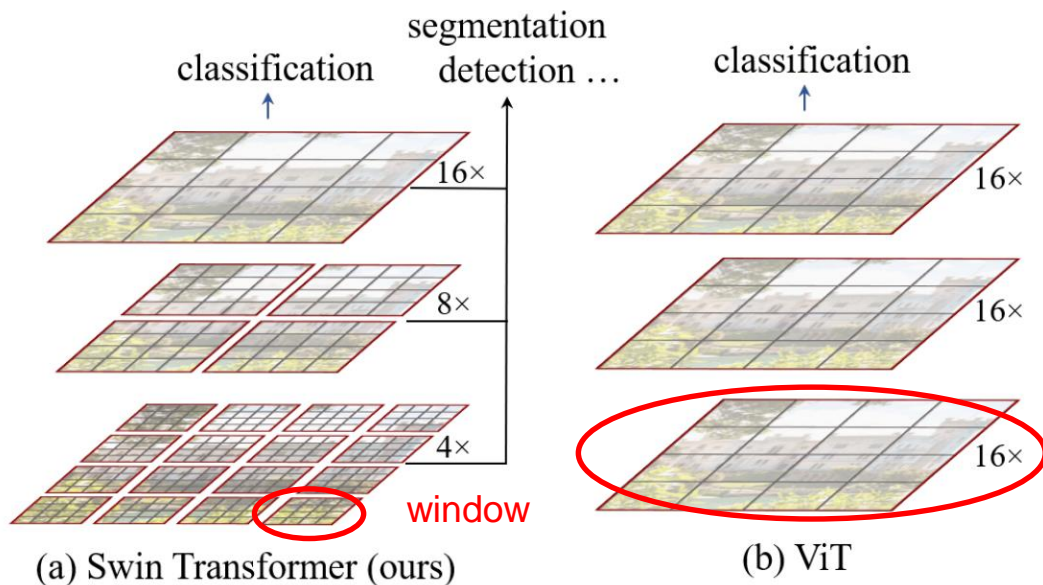 segmentation
detection ...
classification
classification
16×
16×
8×
16×
4×
16×
window
(a) Swin Transformer (ours)
(b) ViT